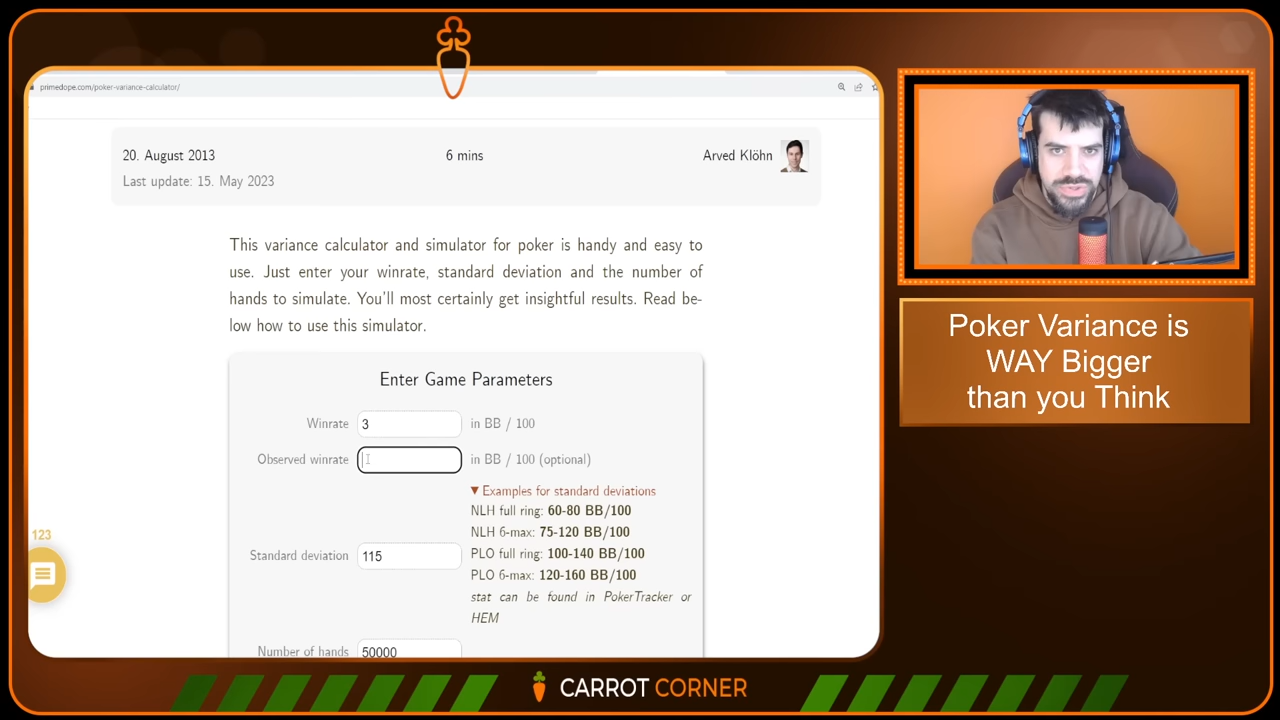 primedope.com/poker-variance-calculator/
20. August 2013
6 mins
Arved Klöhn
Last update: 15. May 2023
This variance calculator and simulator for poker is handy and easy to
use. Just enter your winrate, standard deviation and the number of
hands to simulate. You'll most certainly get insightful results. Read be-
low how to use this simulator.
Enter Game Parameters
Winrate 3 in BB / 100
Observed winrate in BB / 100 (optional)
▼ Examples for standard deviations
NLH full ring: 60-80 BB/100
NLH 6-max: 75-120 BB/100
Standard deviation 115
PLO full ring: 100-140 BB/100
PLO 6-max: 120-160 BB/100
stat can be found in PokerTracker or
HEM
Number of hands 50000
123
Poker Variance is
WAY Bigger
than you Think
CARROT CORNER